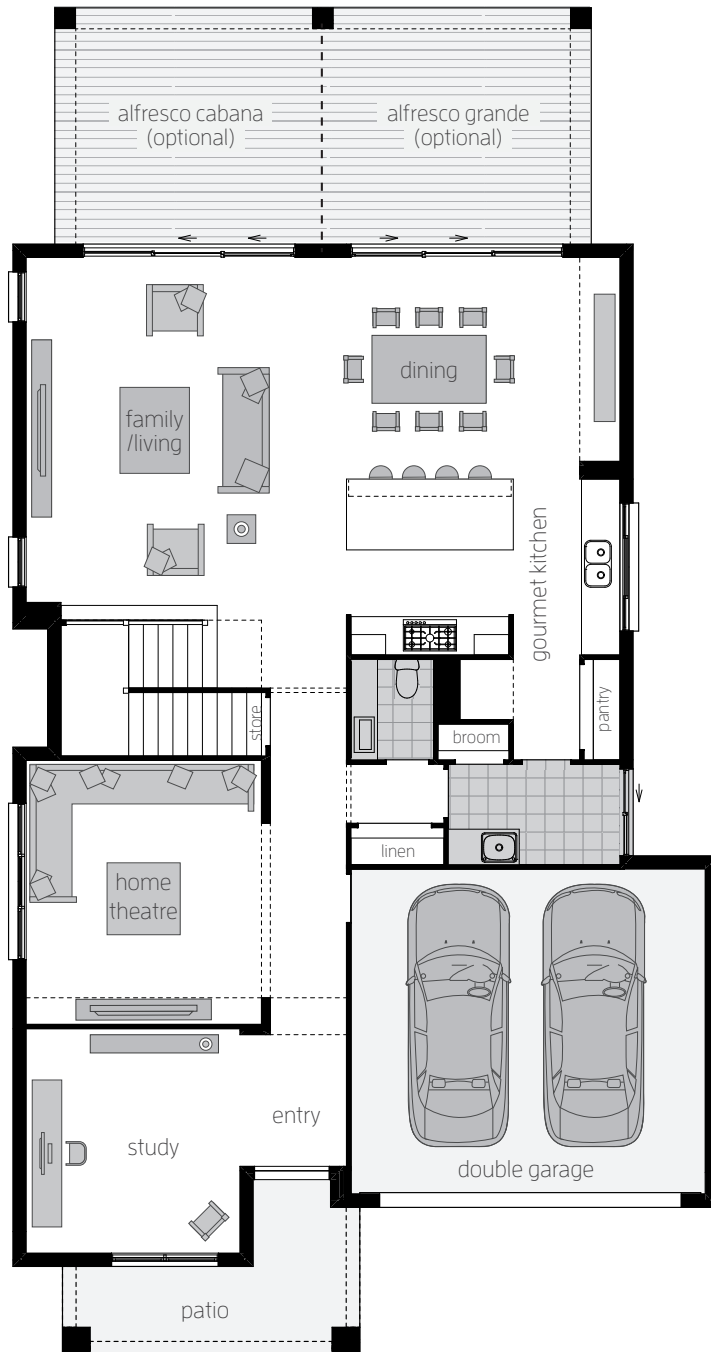 alfresco cabana
(optional)
alfresco grande
(optional)
dining
family
/living
gourmet kitchen
store
broom
pantry
linen
home
theatre
entry
study
double garage
patio